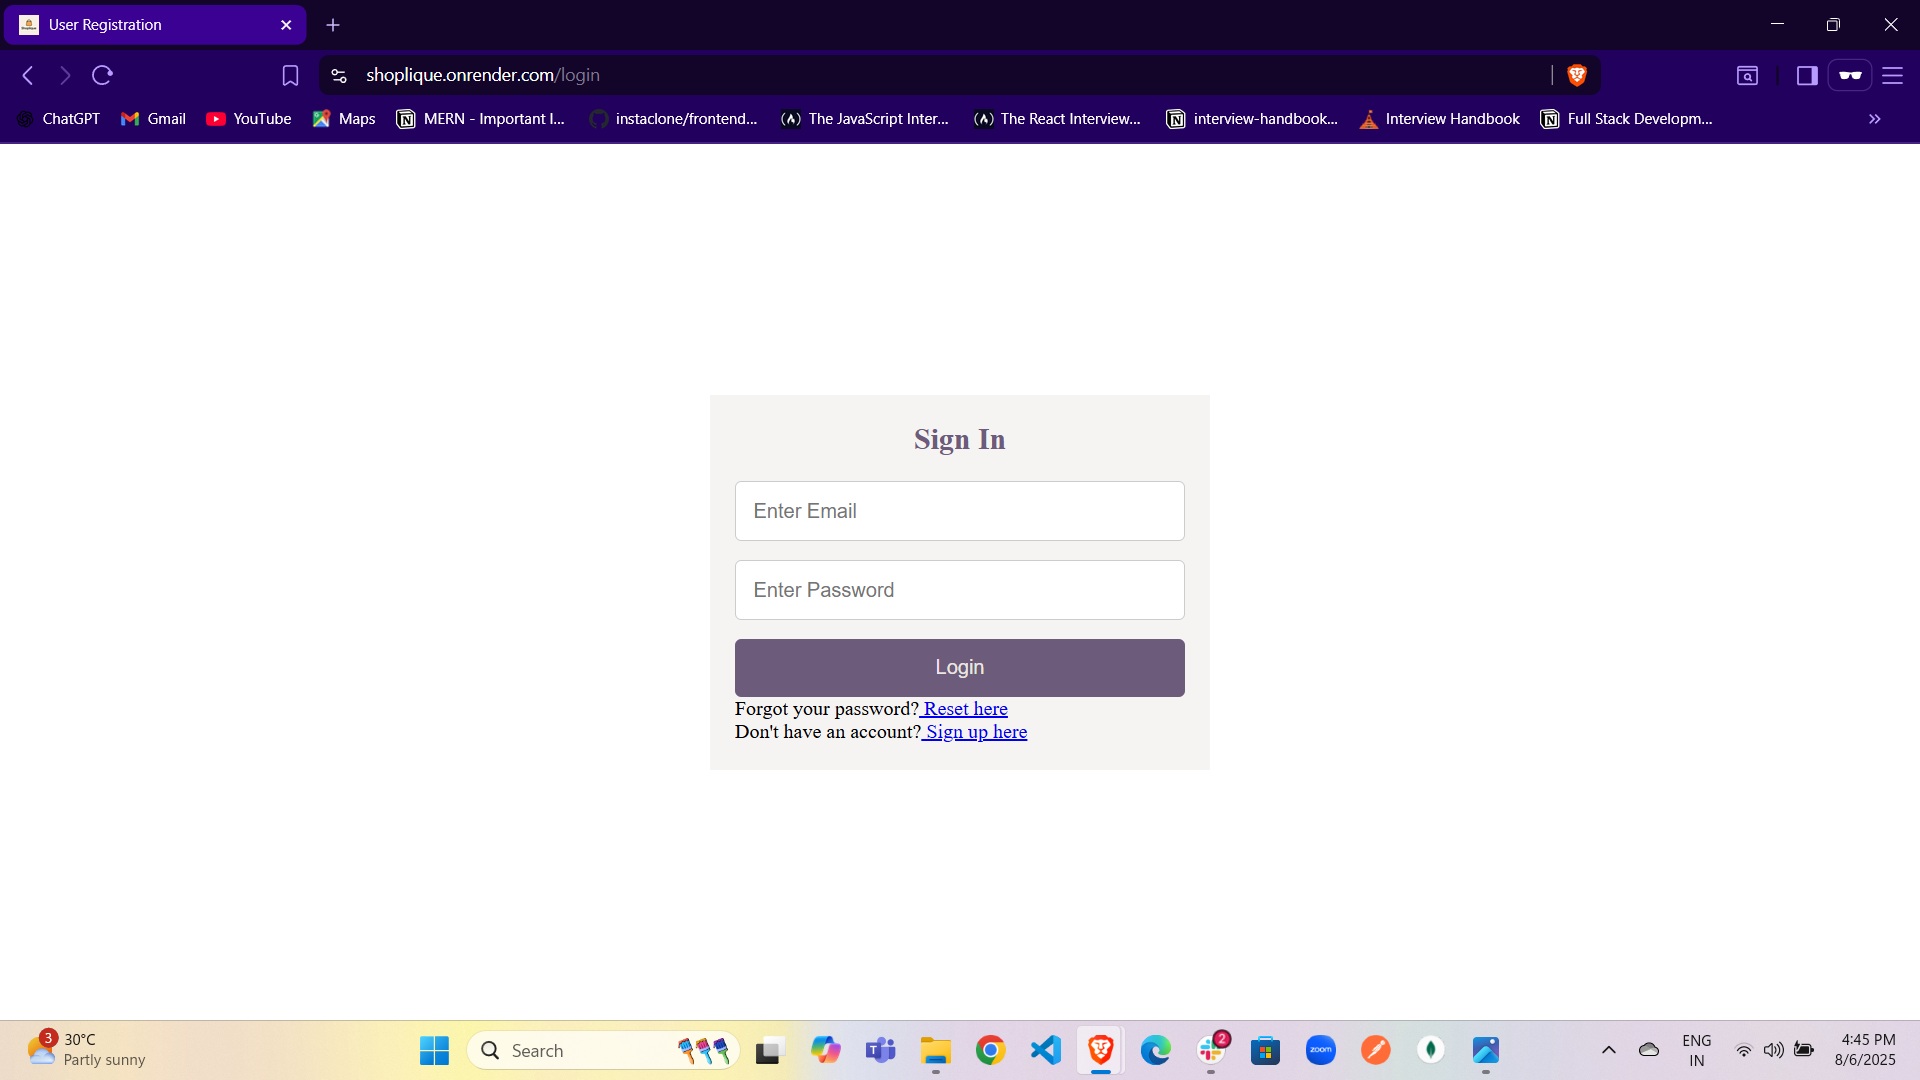 User Registration
shoplique.onrender.com/login
ChatGPT
Gmail
YouTube
Maps
MERN - Important I...
instaclone/frontend...
The JavaScript Inter...
The React Interview...
interview-handbook...
Interview Handbook
Full Stack Developm...
Sign In
Enter Email
Enter Password
Login
Forgot your password? Reset here
Don't have an account? Sign up here
3
30°C
Partly sunny
Search
zoom
2
ENG
IN
4:45 PM
8/6/2025